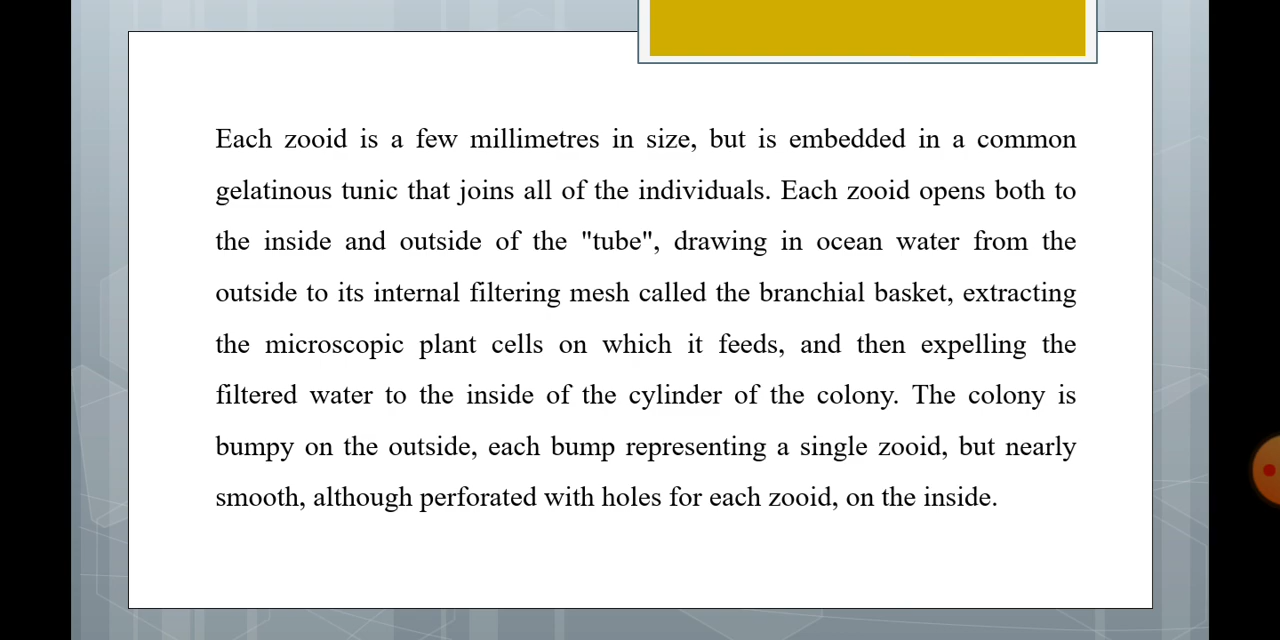 Each zooid is a few millimetres in size, but is embedded in a common
gelatinous tunic that joins all of the individuals. Each zooid opens both to
the inside and outside of the "tube", drawing in ocean water from the
outside to its internal filtering mesh called the branchial basket, extracting
the microscopic plant cells on which it feeds, and then expelling the
filtered water to the inside of the cylinder of the colony. The colony is
bumpy on the outside, each bump representing a single zooid, but nearly
smooth, although perforated with holes for each zooid, on the inside.